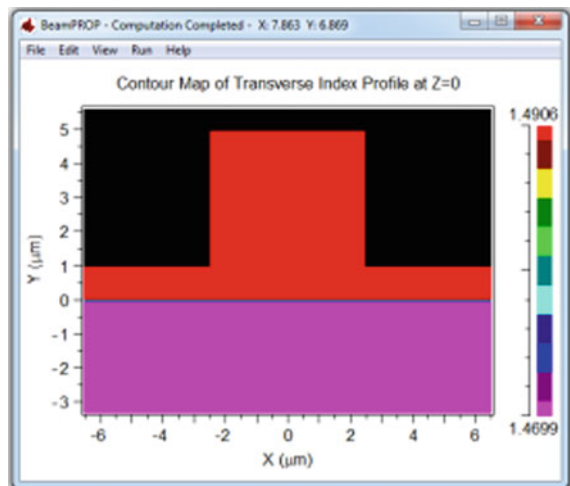 BeamPROP - Computation Completed - X: 7.863 Y: 6.869
File Edit View Run Help
Contour Map of Transverse Index Profile at Z=0
1.4906
5
4
3
2
1
0
-1
-2
-3
Y (μm)
-6 -4 -2 0 2 4 6
X (μm)
1.4699